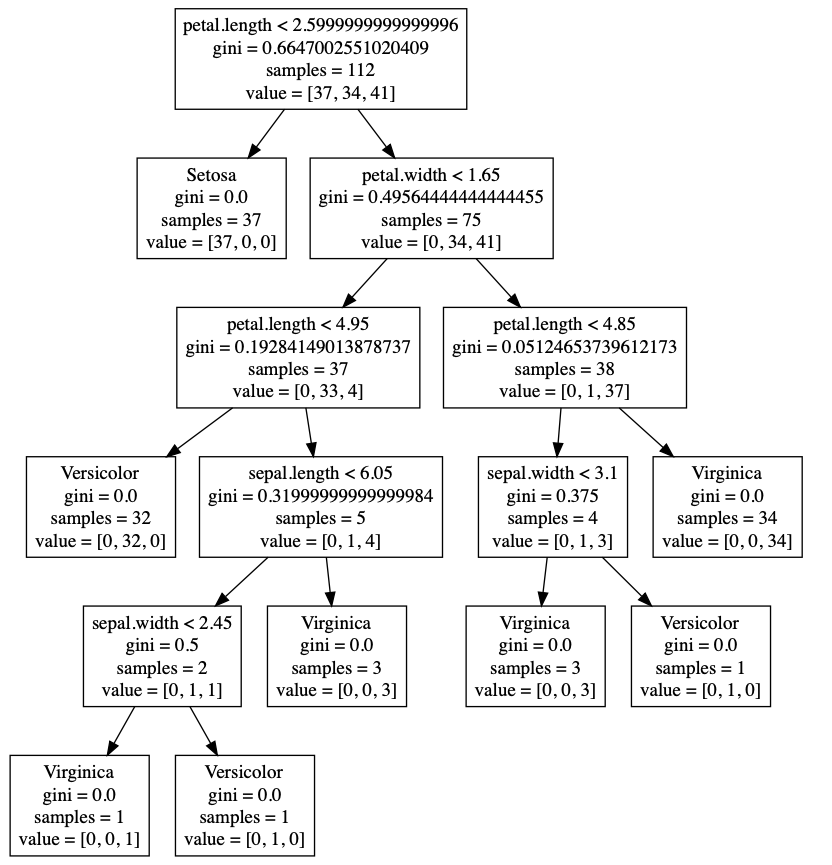 petal.length < 2.5999999999999996
gini = 0.6647002551020409
samples = 112
value = [37, 34, 41]
Setosa
gini = 0.0
samples = 37
value = [37, 0, 0]
petal.width < 1.65
gini = 0.49564444444444455
samples = 75
value = [0, 34, 41]
petal.length < 4.95
gini = 0.19284149013878737
samples = 37
value = [0, 33, 4]
petal.length < 4.85
gini = 0.05124653739612173
samples = 38
value = [0, 1, 37]
Versicolor
gini = 0.0
samples = 32
value = [0, 32, 0]
sepal.length < 6.05
gini = 0.31999999999999984
samples = 5
value = [0, 1, 4]
sepal.width < 3.1
gini = 0.375
samples = 4
value = [0, 1, 3]
Virginica
gini = 0.0
samples = 34
value = [0, 0, 34]
sepal.width < 2.45
gini = 0.5
samples = 2
value = [0, 1, 1]
Virginica
gini = 0.0
samples = 3
value = [0, 0, 3]
Virginica
gini = 0.0
samples = 3
value = [0, 0, 3]
Versicolor
gini = 0.0
samples = 1
value = [0, 1, 0]
Virginica
gini = 0.0
samples = 1
value = [0, 0, 1]
Versicolor
gini = 0.0
samples = 1
value = [0, 1, 0]